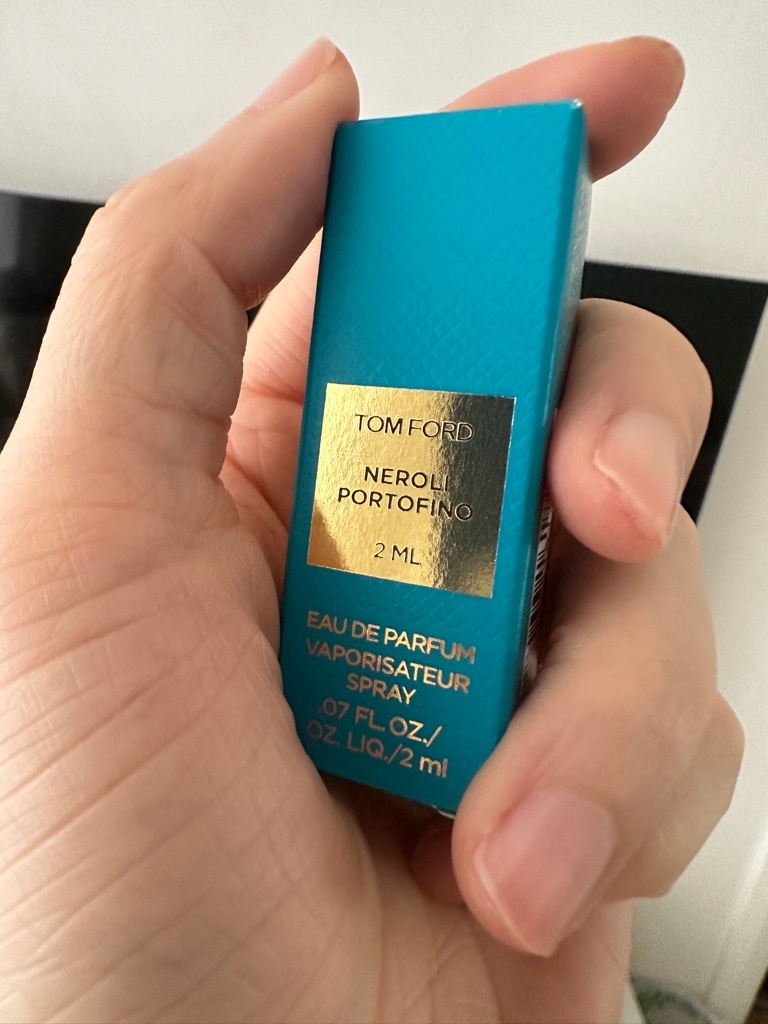 TOM FORD
NEROLI
PORTOFINO
2 ML
EAU DE PARFUM
VAPORISATEUR
SPRAY
.07 FL.OZ./
OZ. LIQ./2 ml